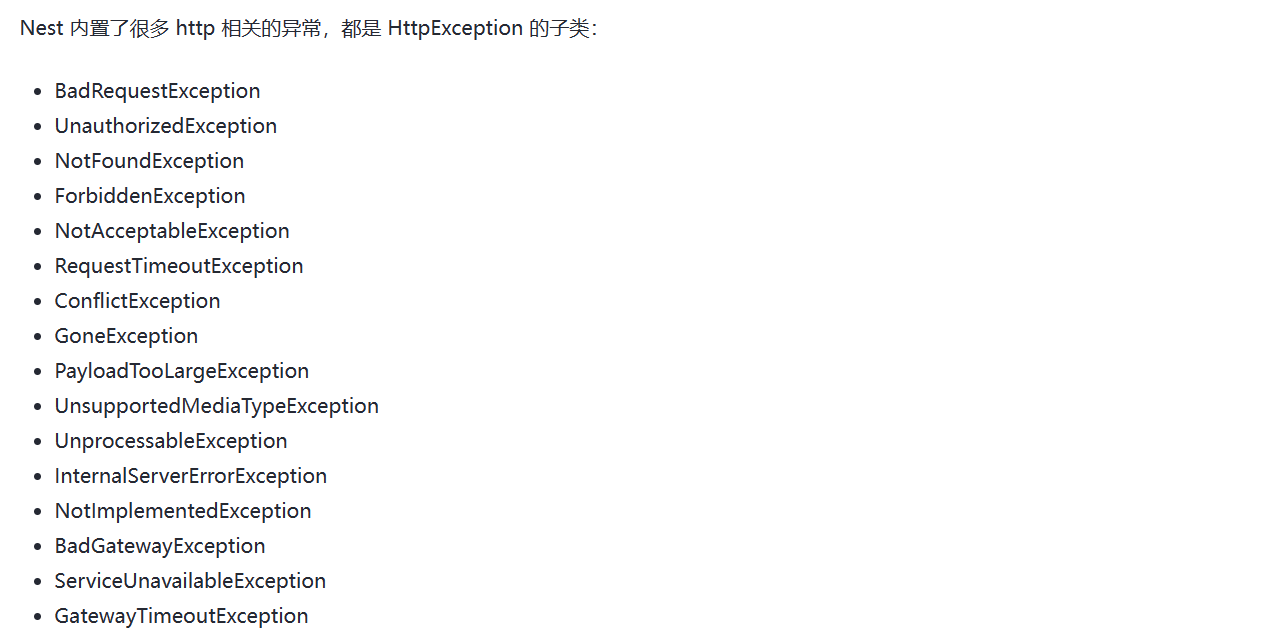 Nest 内置了很多 http 相关的异常，都是 HttpException 的子类：
• BadRequestException
• UnauthorizedException
• NotFoundException
• ForbiddenException
• NotAcceptableException
• RequestTimeoutException
• ConflictException
• GoneException
• PayloadTooLargeException
• UnsupportedMediaTypeException
• UnprocessableException
• InternalServerErrorException
• NotImplementedException
• BadGatewayException
• ServiceUnavailableException
• GatewayTimeoutException